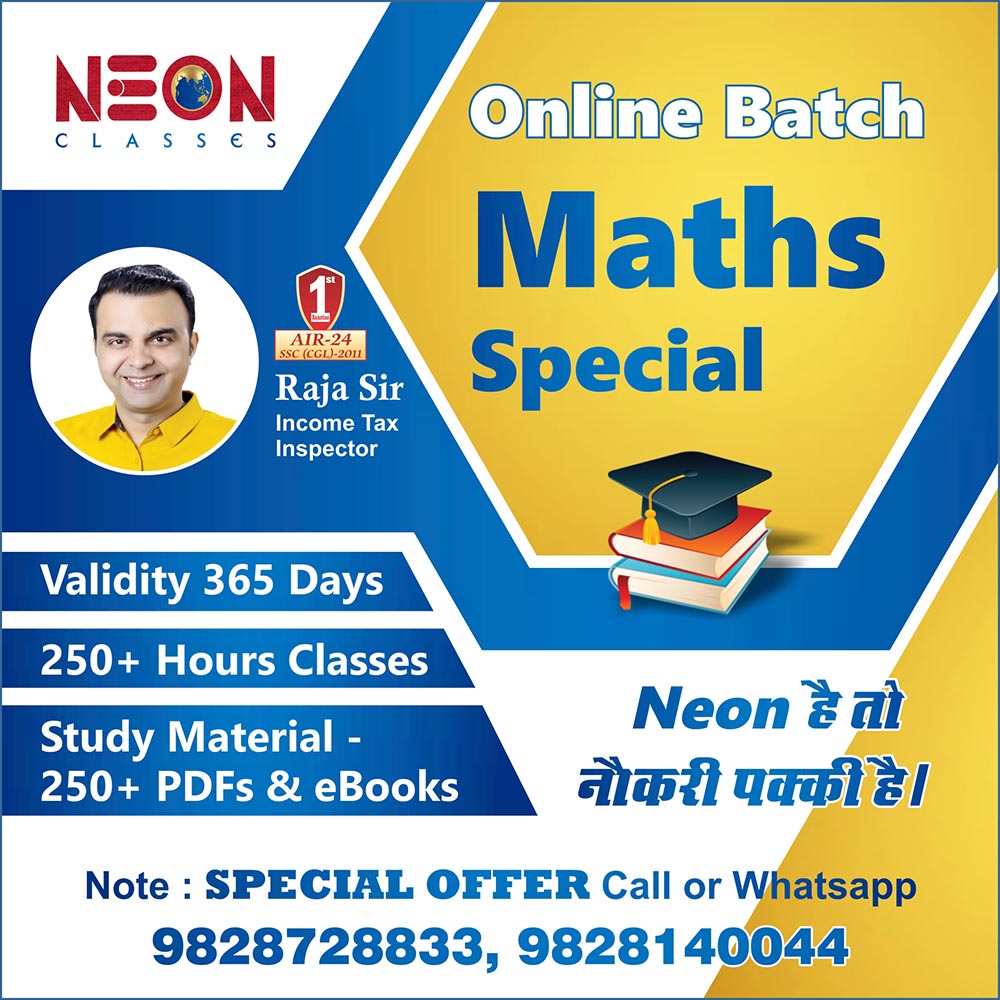 NEON
CLASSES
Online Batch
Maths
Special
1st
AIR-24
SSC (CGL)-2011
Raja Sir
Income Tax
Inspector
Validity 365 Days
250+ Hours Classes
Study Material -
250+ PDFs & eBooks
Neon है तो
नौकरी पक्की है।
Note : SPECIAL OFFER Call or Whatsapp
9828728833, 9828140044